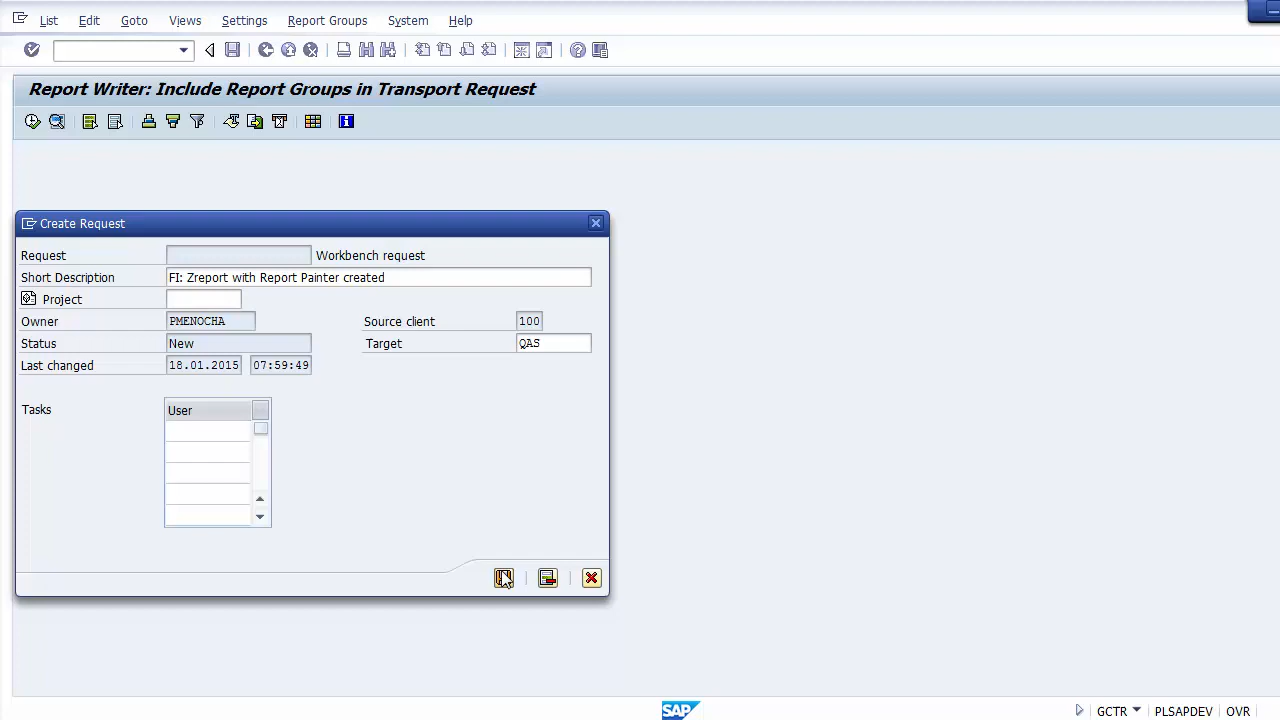 List Edit Goto Views Settings Report Groups System Help
Report Writer: Include Report Groups in Transport Request
Create Request
Request Workbench request
Short Description FI: Zreport with Report Painter created
Project
Owner PMENOCHA Source client 100
Status New Target QAS
Last changed 18.01.2015 07:59:49
Tasks User
SAP GCTR PLSAPDEV OVR